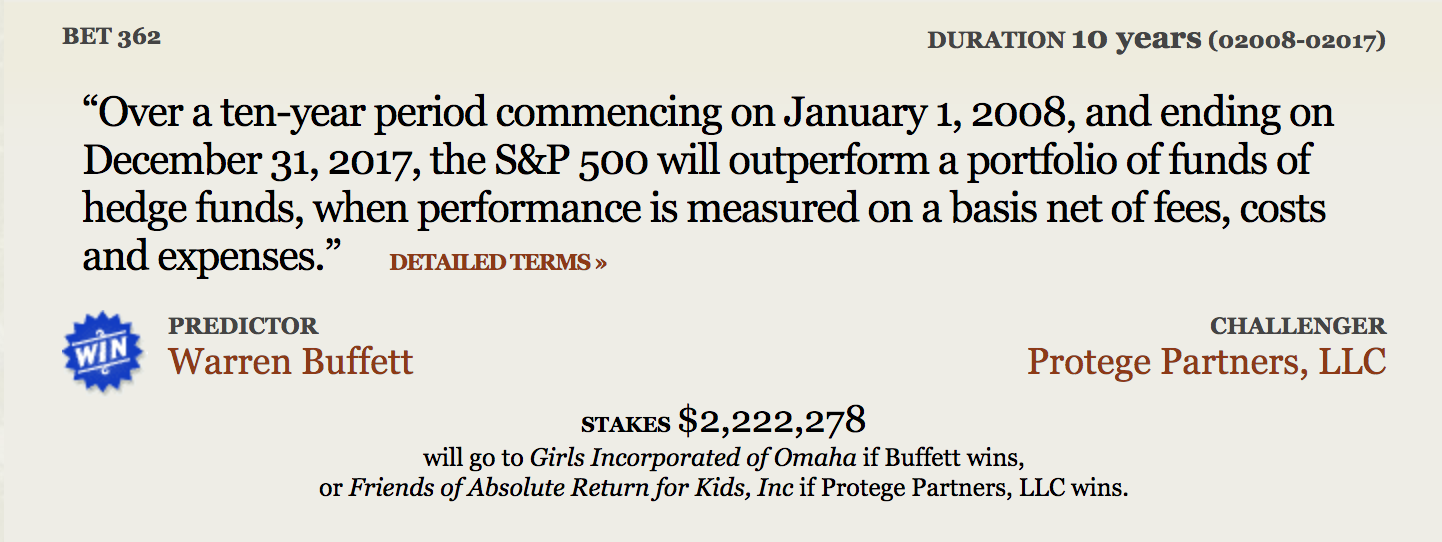 BET 362
DURATION 10 years (02008-02017)
“Over a ten-year period commencing on January 1, 2008, and ending on
December 31, 2017, the S&P 500 will outperform a portfolio of funds of
hedge funds, when performance is measured on a basis net of fees, costs
and expenses.” DETAILED TERMS »
WIN
PREDICTOR
Warren Buffett
CHALLENGER
Protege Partners, LLC
STAKES $2,222,278
will go to Girls Incorporated of Omaha if Buffett wins,
or Friends of Absolute Return for Kids, Inc if Protege Partners, LLC wins.